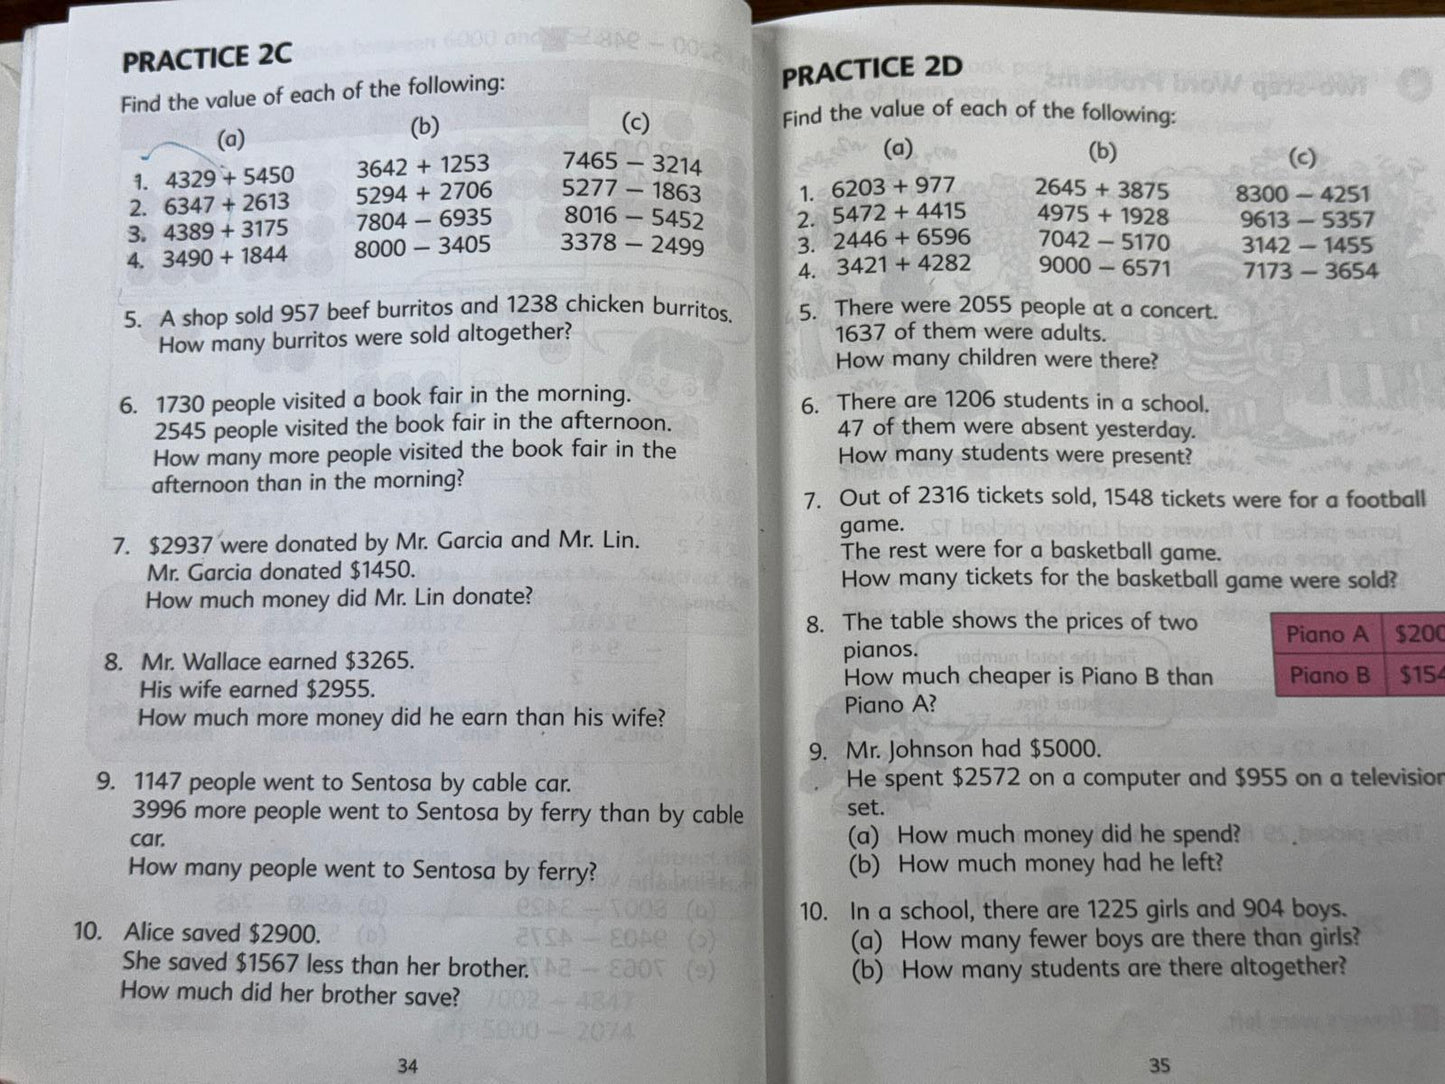 PRACTICE 2C
Find the value of each of the following:
(a) (b) (c)
1. 4329 + 5450 3642 + 1253 7465 − 3214
2. 6347 + 2613 5294 + 2706 5277 − 1863
3. 4389 + 3175 7804 − 6935 8016 − 5452
4. 3490 + 1844 8000 − 3405 3378 − 2499
5. A shop sold 957 beef burritos and 1238 chicken burritos.
How many burritos were sold altogether?
6. 1730 people visited a book fair in the morning.
2545 people visited the book fair in the afternoon.
How many more people visited the book fair in the
afternoon than in the morning?
7. $2937 were donated by Mr. Garcia and Mr. Lin.
Mr. Garcia donated $1450.
How much money did Mr. Lin donate?
8. Mr. Wallace earned $3265.
His wife earned $2955.
How much more money did he earn than his wife?
9. 1147 people went to Sentosa by cable car.
3996 more people went to Sentosa by ferry than by cable
car.
How many people went to Sentosa by ferry?
10. Alice saved $2900.
She saved $1567 less than her brother.
How much did her brother save?
34
PRACTICE 2D
Find the value of each of the following:
(a) (b) (c)
1. 6203 + 977 2645 + 3875 8300 − 4251
2. 5472 + 4415 4975 + 1928 9613 − 5357
3. 2446 + 6596 7042 − 5170 3142 − 1455
4. 3421 + 4282 9000 − 6571 7173 − 3654
5. There were 2055 people at a concert.
1637 of them were adults.
How many children were there?
6. There are 1206 students in a school.
47 of them were absent yesterday.
How many students were present?
7. Out of 2316 tickets sold, 1548 tickets were for a football
game.
The rest were for a basketball game.
How many tickets for the basketball game were sold?
8. The table shows the prices of two
pianos.
How much cheaper is Piano B than
Piano A?
Piano A
Piano B
9. Mr. Johnson had $5000.
He spent $2572 on a computer and $955 on a television
set.
(a) How much money did he spend?
(b) How much money had he left?
10. In a school, there are 1225 girls and 904 boys.
(a) How many fewer boys are there than girls?
(b) How many students are there altogether?
35